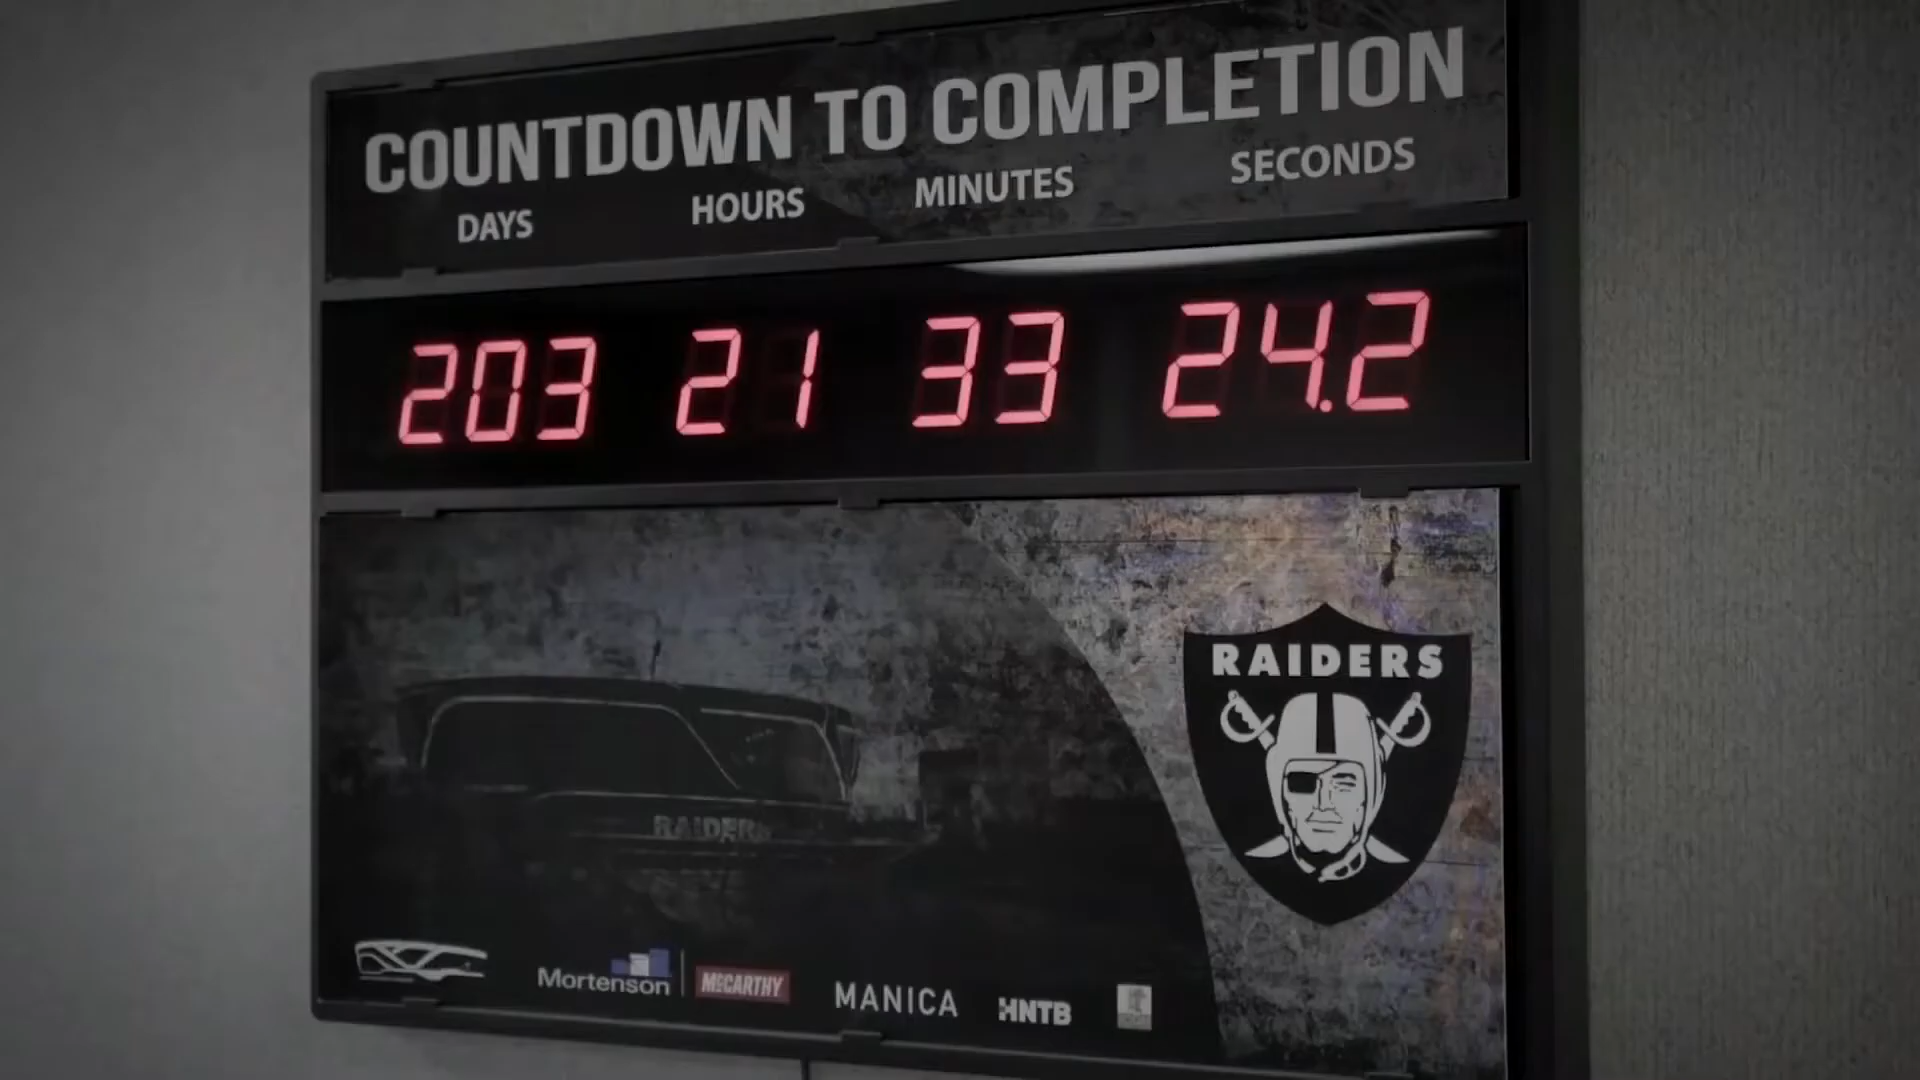 COUNTDOWN TO COMPLETION
DAYS HOURS MINUTES SECONDS
203 21 33 24.2
RAIDERS
RAIDERS
Mortenson McCARTHY MANICA HNTB